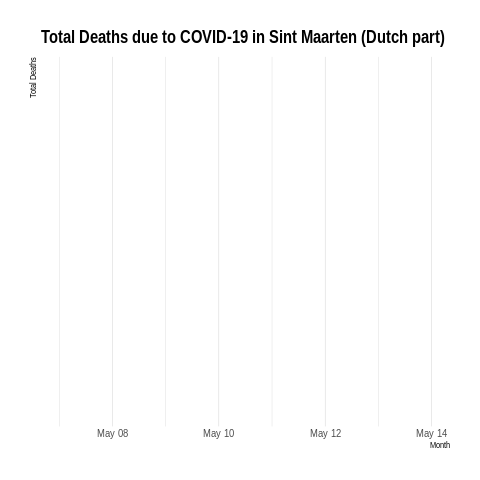 Total Deaths due to COVID-19 in Sint Maarten (Dutch part)
Total Deaths
May 08 May 10 May 12 May 14
Month